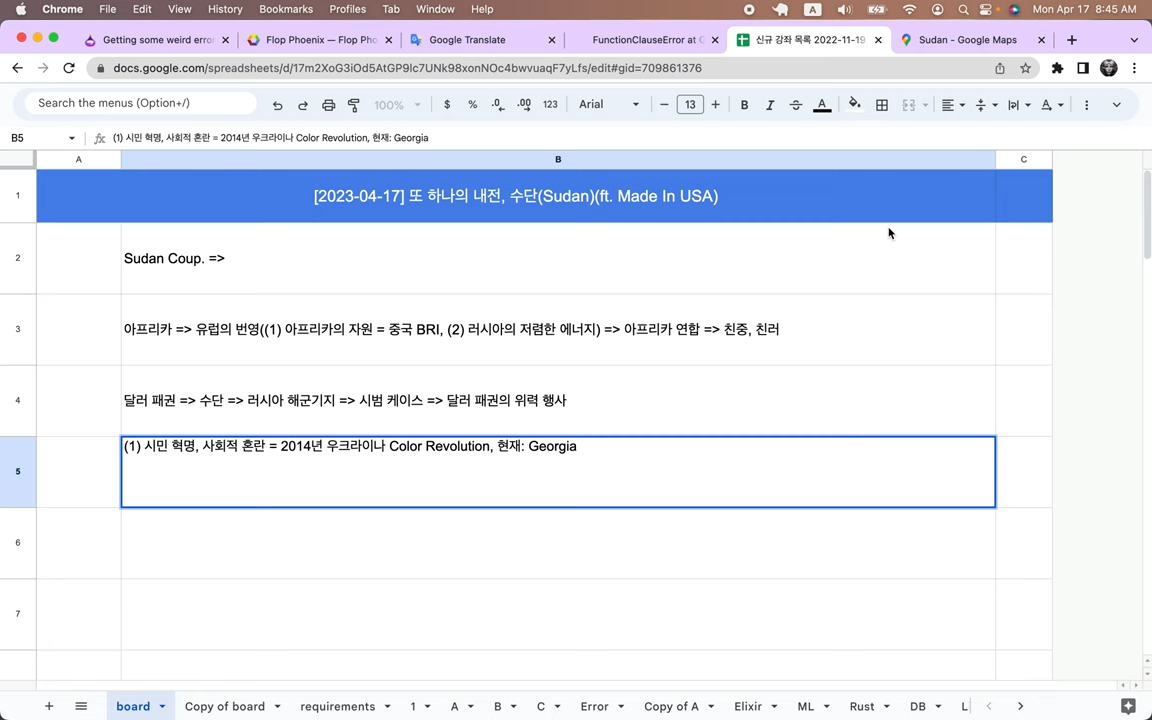 Chrome File Edit View History Bookmarks Profiles Tab Window Help A Mon Apr 17 8:45 AM
Getting some weird error Flop Phoenix — Flop Pho Google Translate FunctionClauseError at G 신규 강좌 목록 2022-11-19 Sudan - Google Maps
docs.google.com/spreadsheets/d/17m2XoG3iOd5AtGP9lc7UNk98xonNOc4bwvuaqF7yLfs/edit#gid=709861376
Search the menus (Option+/) 100% $ % .0 .00 123 Arial 13 B I S A
B5 fx (1) 시민 혁명, 사회적 혼란 = 2014년 우크라이나 Color Revolution, 현재: Georgia
A B C
1 [2023-04-17] 또 하나의 내전, 수단(Sudan)(ft. Made In USA)
2 Sudan Coup. =>
3 아프리카 => 유럽의 번영((1) 아프리카의 자원 = 중국 BRI, (2) 러시아의 저렴한 에너지) => 아프리카 연합 => 친중, 친러
4 달러 패권 => 수단 => 러시아 해군기지 => 시범 케이스 => 달러 패권의 위력 행사
5 (1) 시민 혁명, 사회적 혼란 = 2014년 우크라이나 Color Revolution, 현재: Georgia
6
7
board Copy of board requirements 1 A B C Error Copy of A Elixir ML Rust DB L